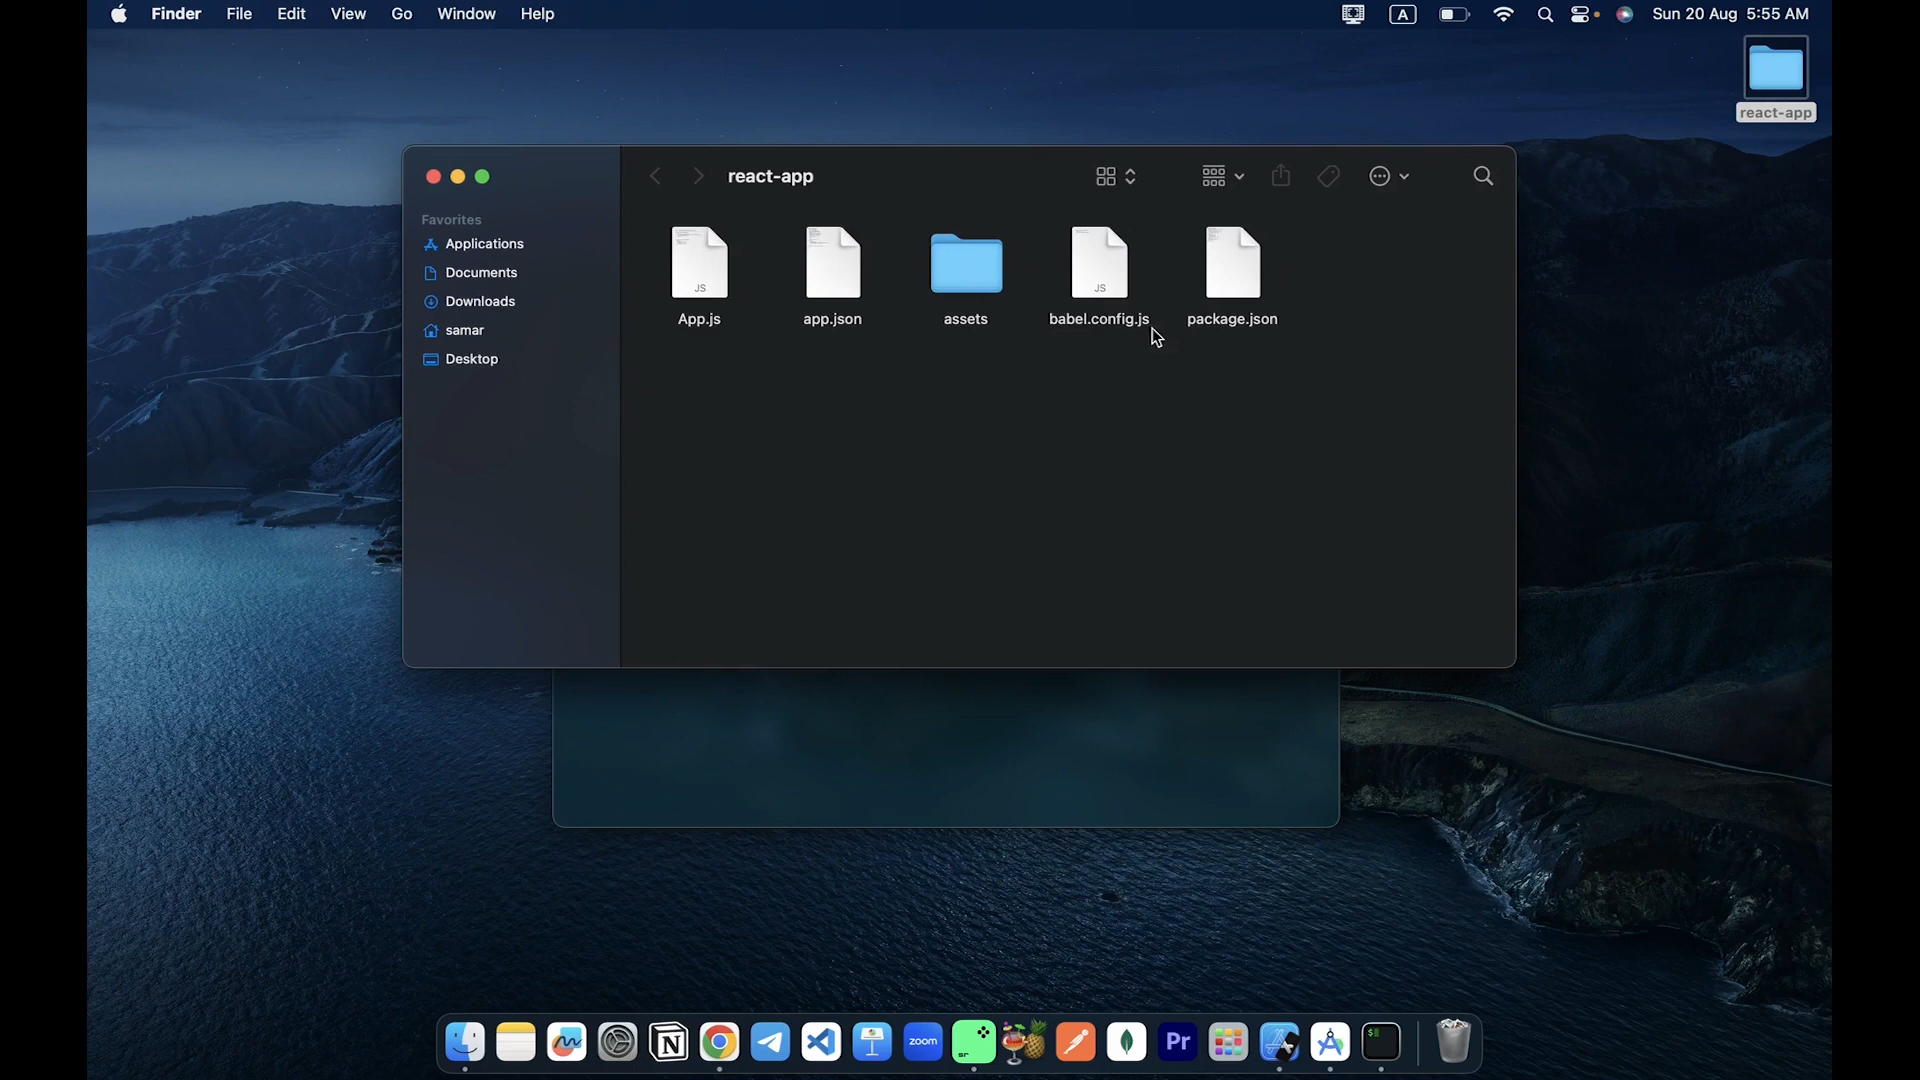 Finder File Edit View Go Window Help A Sun 20 Aug 5:55 AM
react-app
react-app
Favorites
Applications
Documents
Downloads
samar
Desktop
JS JS
App.js app.json assets babel.config.js package.json
N zoom sr Pr $